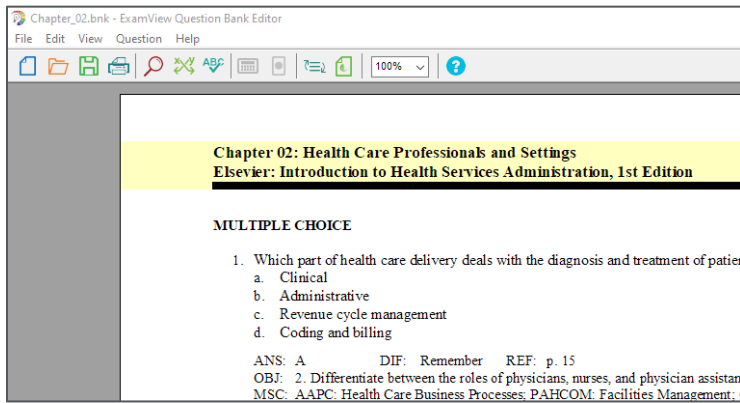 Chapter_02.bnk - ExamView Question Bank Editor
File Edit View Question Help
ABC 100% ?
Chapter 02: Health Care Professionals and Settings
Elsevier: Introduction to Health Services Administration, 1st Edition
MULTIPLE CHOICE
1. Which part of health care delivery deals with the diagnosis and treatment of
a. Clinical
b. Administrative
c. Revenue cycle management
d. Coding and billing
ANS: A DIF: Remember REF: p. 15
OBJ: 2. Differentiate between the roles of physicians, nurses, and physician
MSC: AAPC: Health Care Business Processes; PAHCOM: Facilities Management;